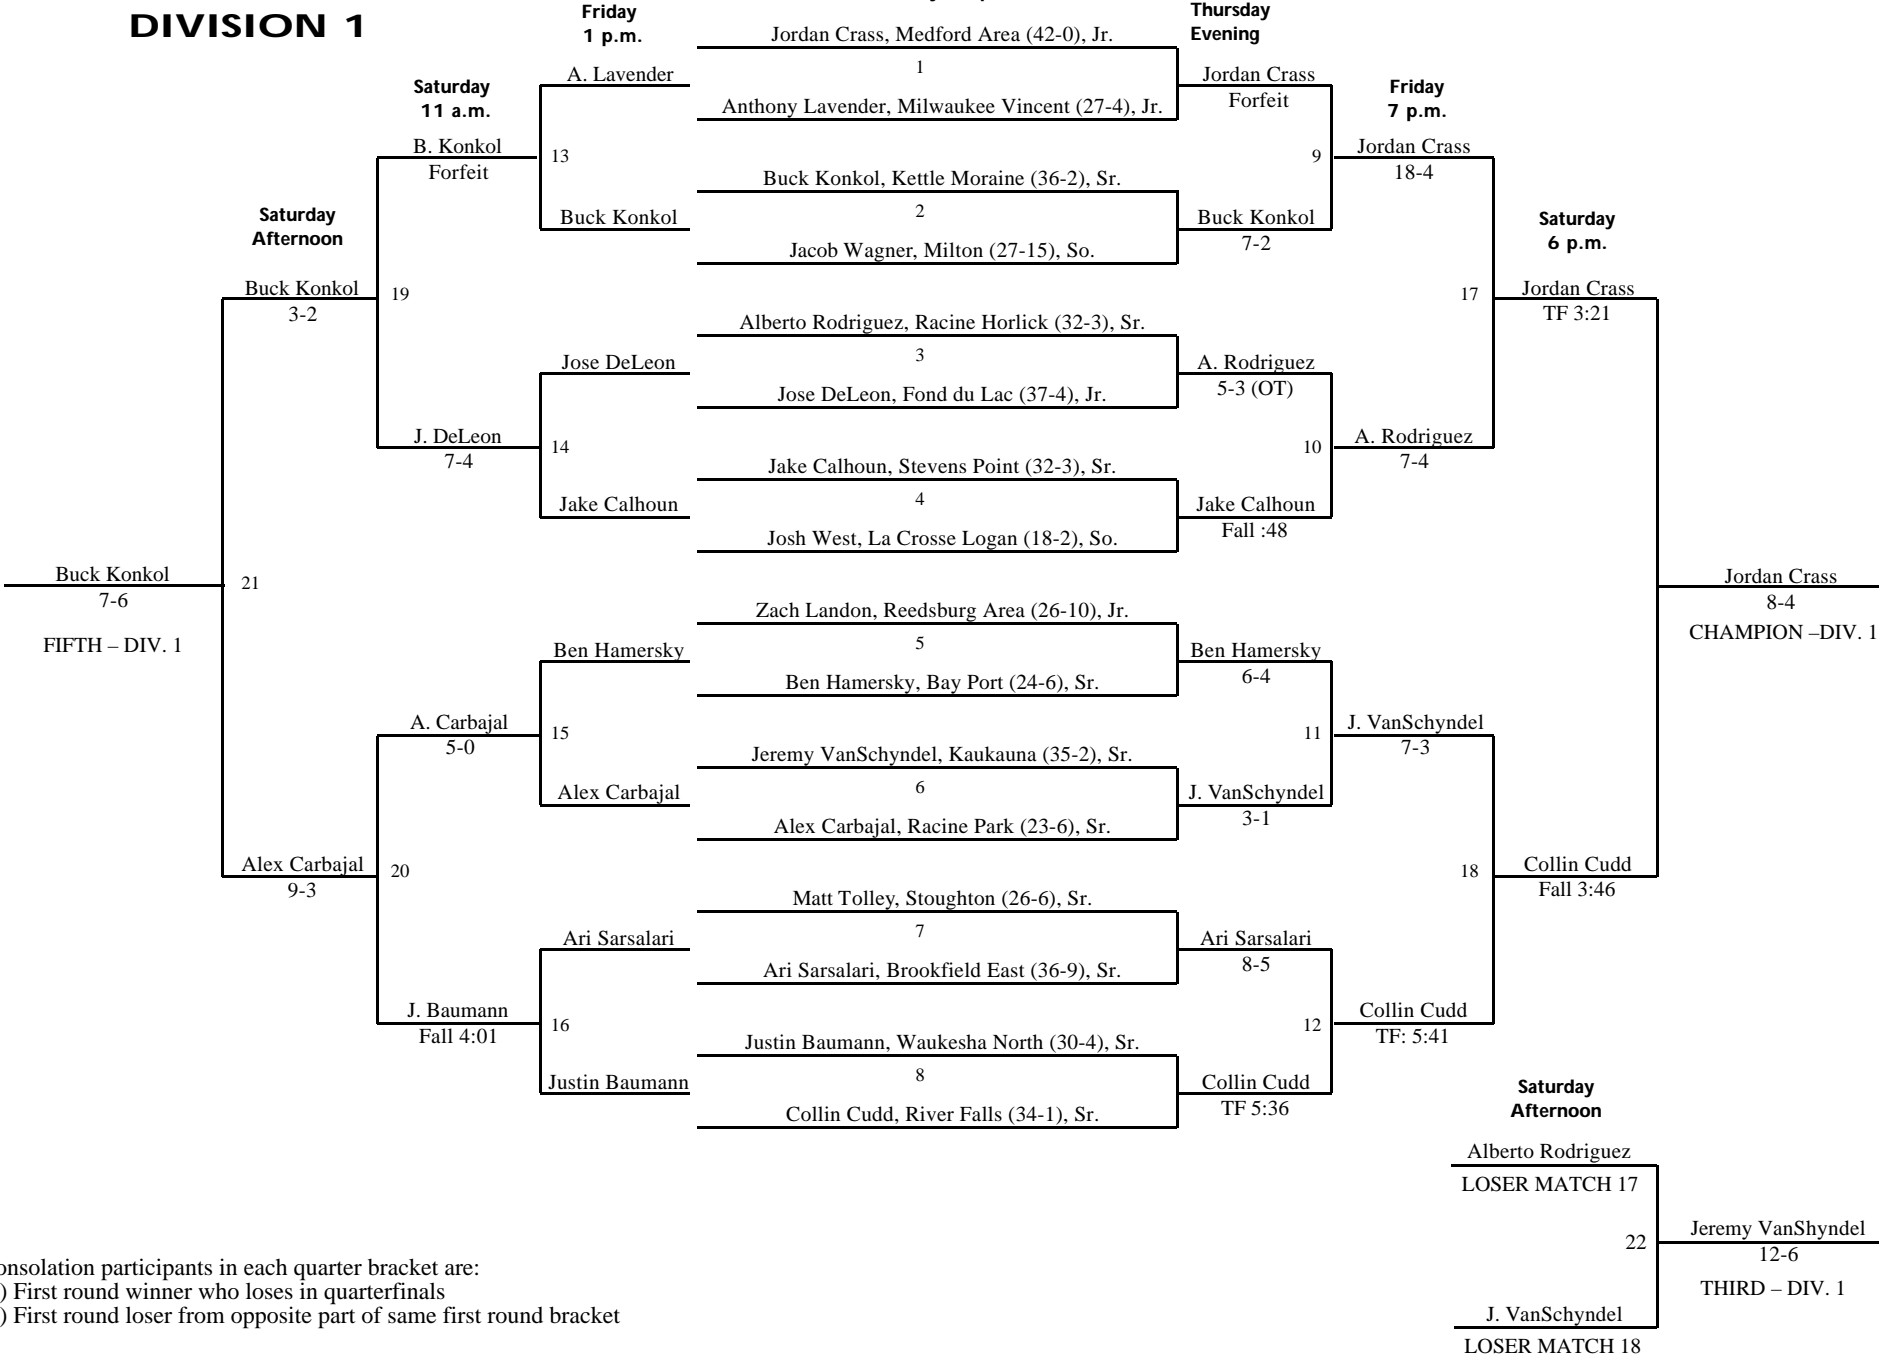 DIVISION 1
Friday
1 p.m.
Thursday
Evening
Jordan Crass, Medford Area (42-0), Jr.
1
Anthony Lavender, Milwaukee Vincent (27-4), Jr.
A. Lavender
Jordan Crass
Forfeit
Saturday
11 a.m.
Friday
7 p.m.
B. Konkol
Forfeit
13
9
Jordan Crass
18-4
Buck Konkol, Kettle Moraine (36-2), Sr.
2
Jacob Wagner, Milton (27-15), So.
Buck Konkol
Buck Konkol
7-2
Saturday
Afternoon
Saturday
6 p.m.
Buck Konkol
3-2
19
17
Jordan Crass
TF 3:21
Alberto Rodriguez, Racine Horlick (32-3), Sr.
3
Jose DeLeon, Fond du Lac (37-4), Jr.
Jose DeLeon
A. Rodriguez
5-3 (OT)
J. DeLeon
7-4
14
10
A. Rodriguez
7-4
Jake Calhoun, Stevens Point (32-3), Sr.
4
Josh West, La Crosse Logan (18-2), So.
Jake Calhoun
Jake Calhoun
Fall :48
Buck Konkol
7-6
FIFTH – DIV. 1
21
Jordan Crass
8-4
CHAMPION –DIV. 1
Zach Landon, Reedsburg Area (26-10), Jr.
5
Ben Hamersky, Bay Port (24-6), Sr.
Ben Hamersky
Ben Hamersky
6-4
A. Carbajal
5-0
15
11
J. VanSchyndel
7-3
Jeremy VanSchyndel, Kaukauna (35-2), Sr.
6
Alex Carbajal, Racine Park (23-6), Sr.
Alex Carbajal
J. VanSchyndel
3-1
Alex Carbajal
9-3
20
18
Collin Cudd
Fall 3:46
Matt Tolley, Stoughton (26-6), Sr.
7
Ari Sarsalari, Brookfield East (36-9), Sr.
Ari Sarsalari
Ari Sarsalari
8-5
J. Baumann
Fall 4:01
16
12
Collin Cudd
TF: 5:41
Justin Baumann, Waukesha North (30-4), Sr.
8
Collin Cudd, River Falls (34-1), Sr.
Justin Baumann
Collin Cudd
TF 5:36
Saturday
Afternoon
Alberto Rodriguez
LOSER MATCH 17
22
Jeremy VanShyndel
12-6
THIRD – DIV. 1
J. VanSchyndel
LOSER MATCH 18
onsolation participants in each quarter bracket are:
) First round winner who loses in quarterfinals
) First round loser from opposite part of same first round bracket